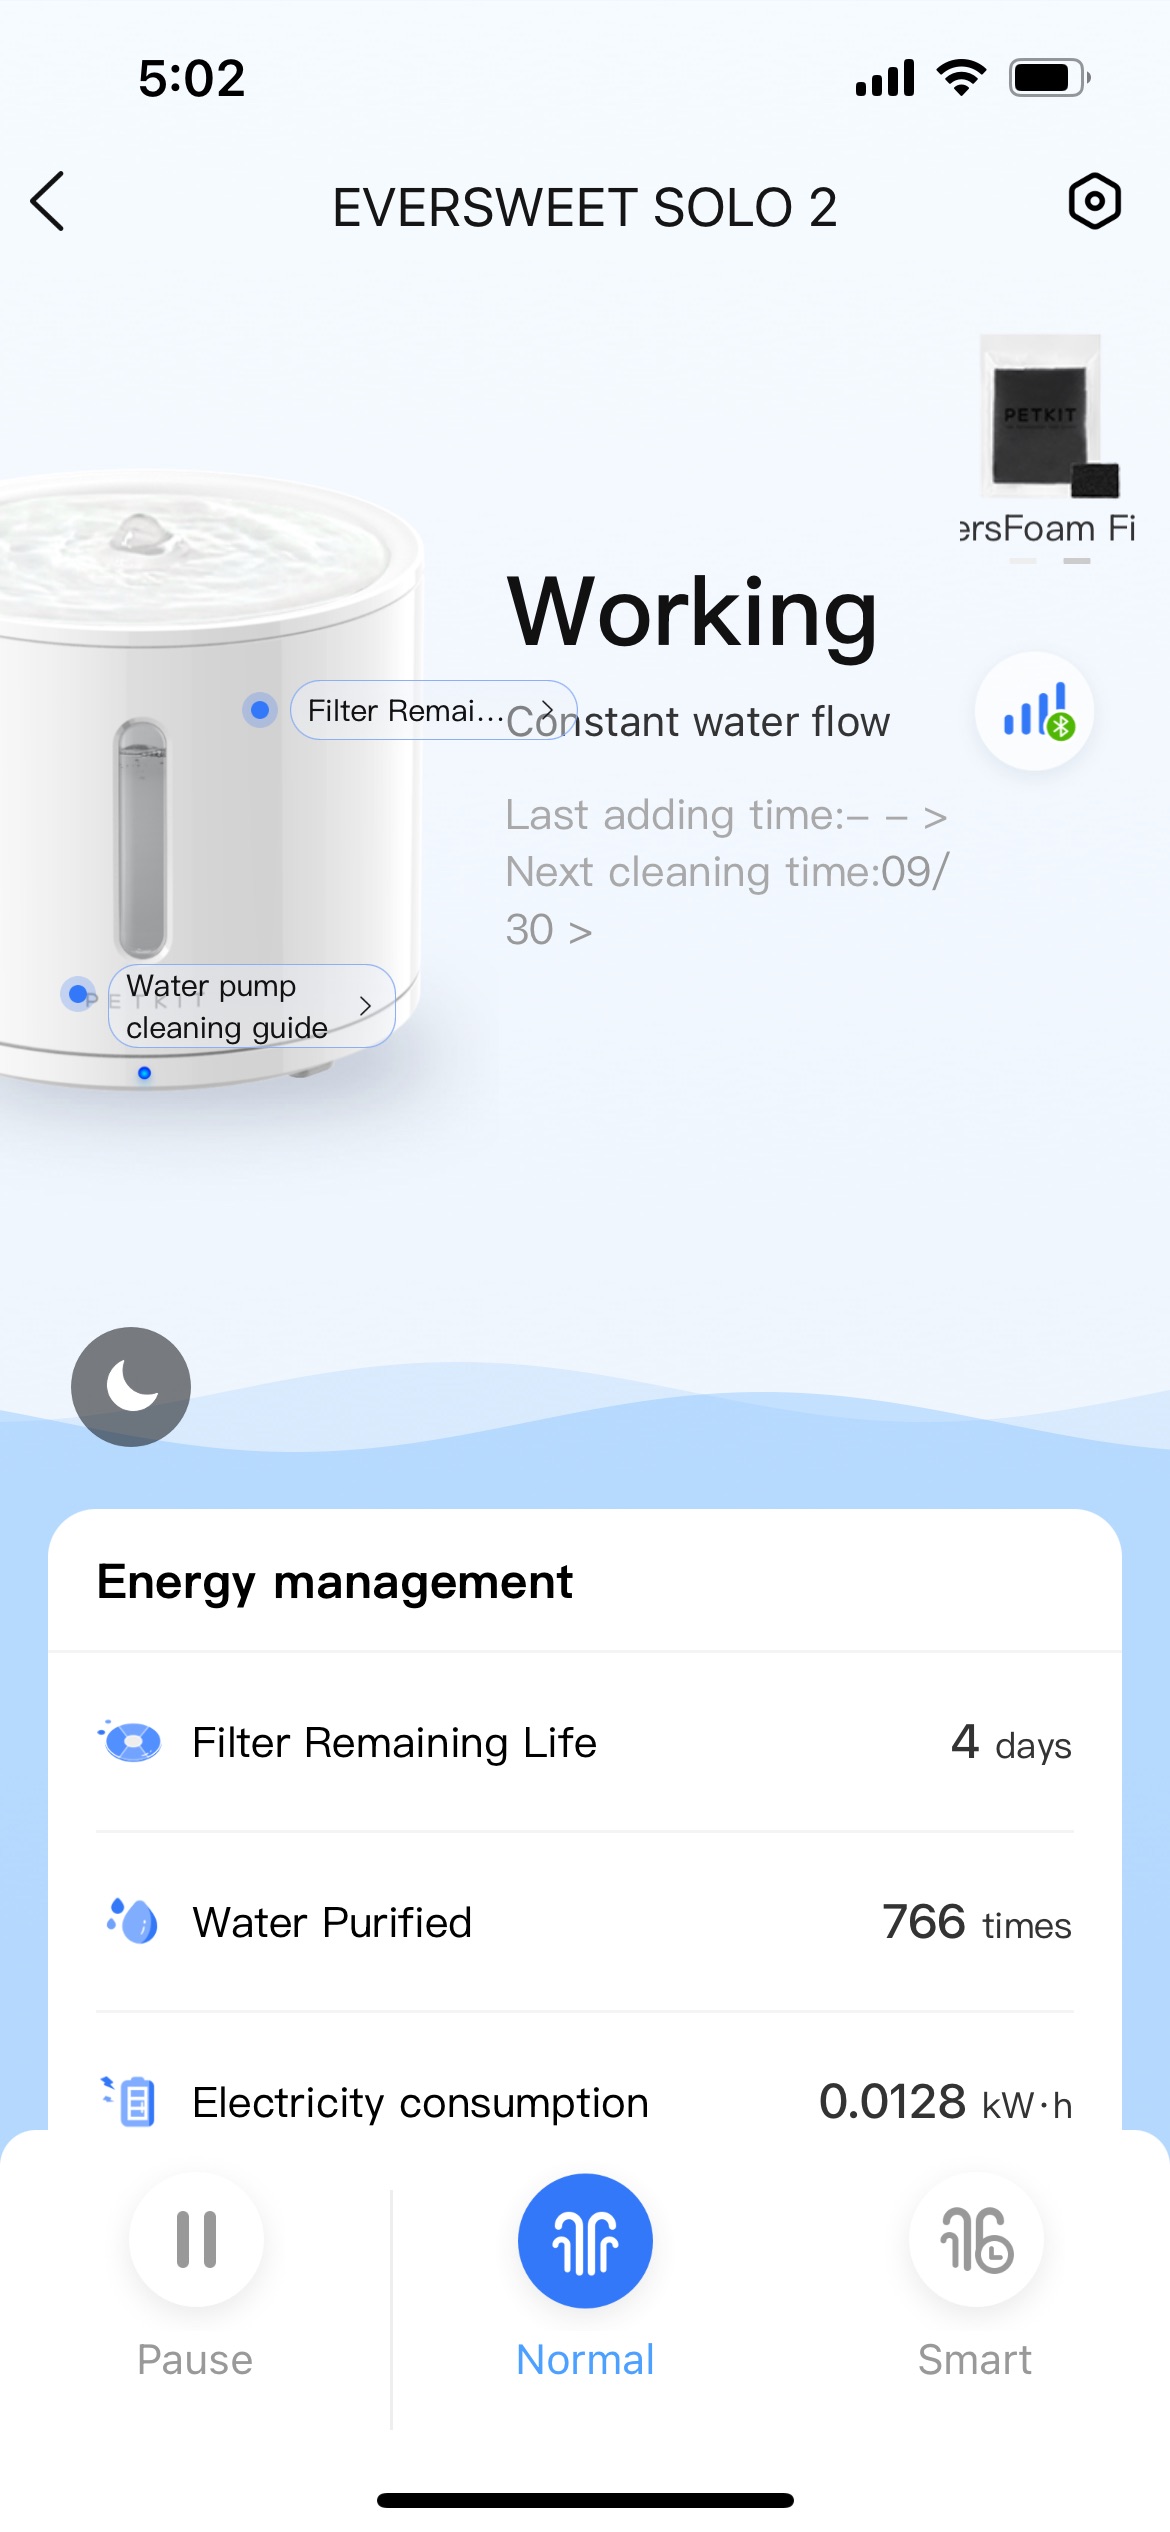 5:02
EVERSWEET SOLO 2
PETKIT
ersFoam Fi
Working
Filter Remai...
Constant water flow
Last adding time:– – >
Next cleaning time:09/
30 >
PETKIT
Water pump
cleaning guide
Energy management
Filter Remaining Life
4 days
Water Purified
766 times
Electricity consumption
0.0128 kW·h
Pause
Normal
Smart